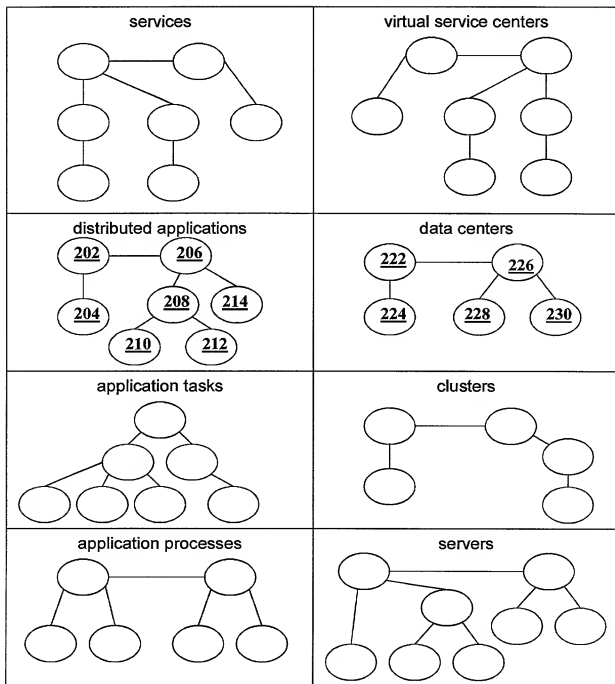 services
virtual service centers
distributed applications
202
206
208
214
204
210
212
data centers
222
226
224
228
230
application tasks
clusters
application processes
servers